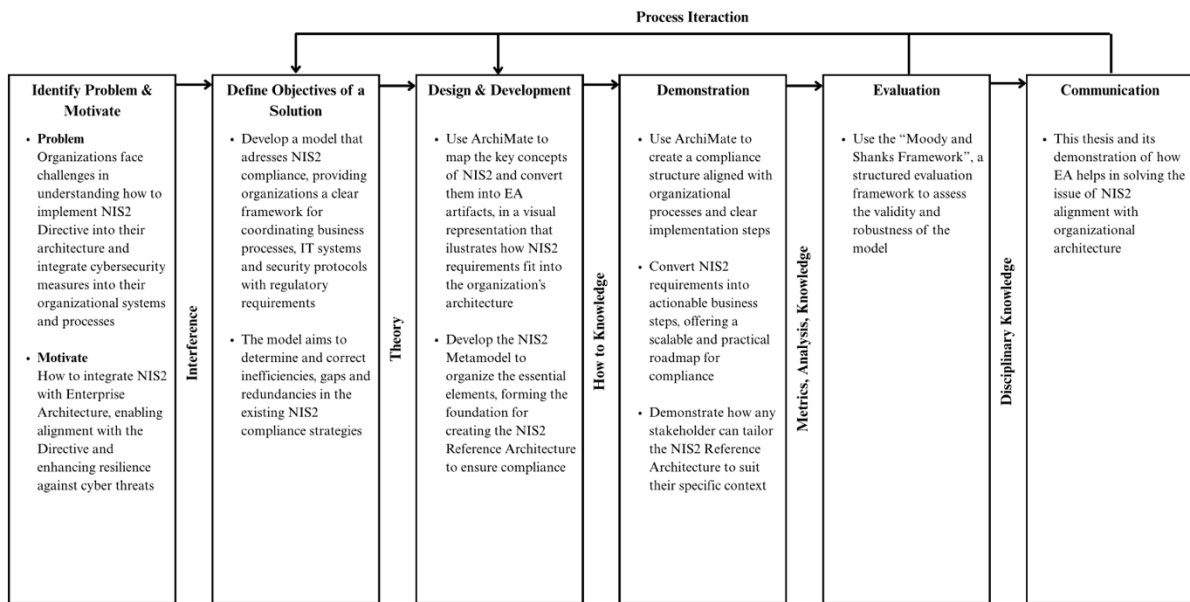 Process Iteraction
Identify Problem &
Motivate
• Problem
Organizations face
challenges in
understanding how to
implement NIS2
Directive into their
architecture and
integrate cybersecurity
measures into their
organizational systems
and processes
• Motivate
How to integrate NIS2
with Enterprise
Architecture, enabling
alignment with the
Directive and
enhancing resilience
against cyber threats
Interference
Define Objectives of a
Solution
• Develop a model that
adresses NIS2
compliance, providing
organizations a clear
framework for
coordinating business
processes, IT systems
and security protocols
with regulatory
requirements
• The model aims to
determine and correct
inefficiencies, gaps and
redundancies in the
existing NIS2
compliance strategies
Theory
Design & Development
• Use ArchiMate to
map the key concepts
of NIS2 and convert
them into EA
artifacts, in a visual
representation that
ilustrates how NIS2
requirements fit into
the organization's
architecture
• Develop the NIS2
Metamodel to
organize the essential
elements, forming the
foundation for
creating the NIS2
Reference Architecture
to ensure compliance
How to Knowledge
Demonstration
• Use ArchiMate to
create a compliance
structure aligned with
organizational
processes and clear
implementation steps
• Convert NIS2
requirements into
actionable business
steps, offering a
scalable and practical
roadmap for
compliance
• Demonstrate how any
stakeholder can tailor
the NIS2 Reference
Architecture to suit
their specific context
Metrics, Analysis, Knowledge
Evaluation
• Use the “Moody and
Shanks Framework”, a
structured evaluation
framework to assess
the validity and
robustness of the
model
Disciplinary Knowledge
Communication
• This thesis and its
demonstration of how
EA helps in solving the
issue of NIS2
alignment with
organizational
architecture